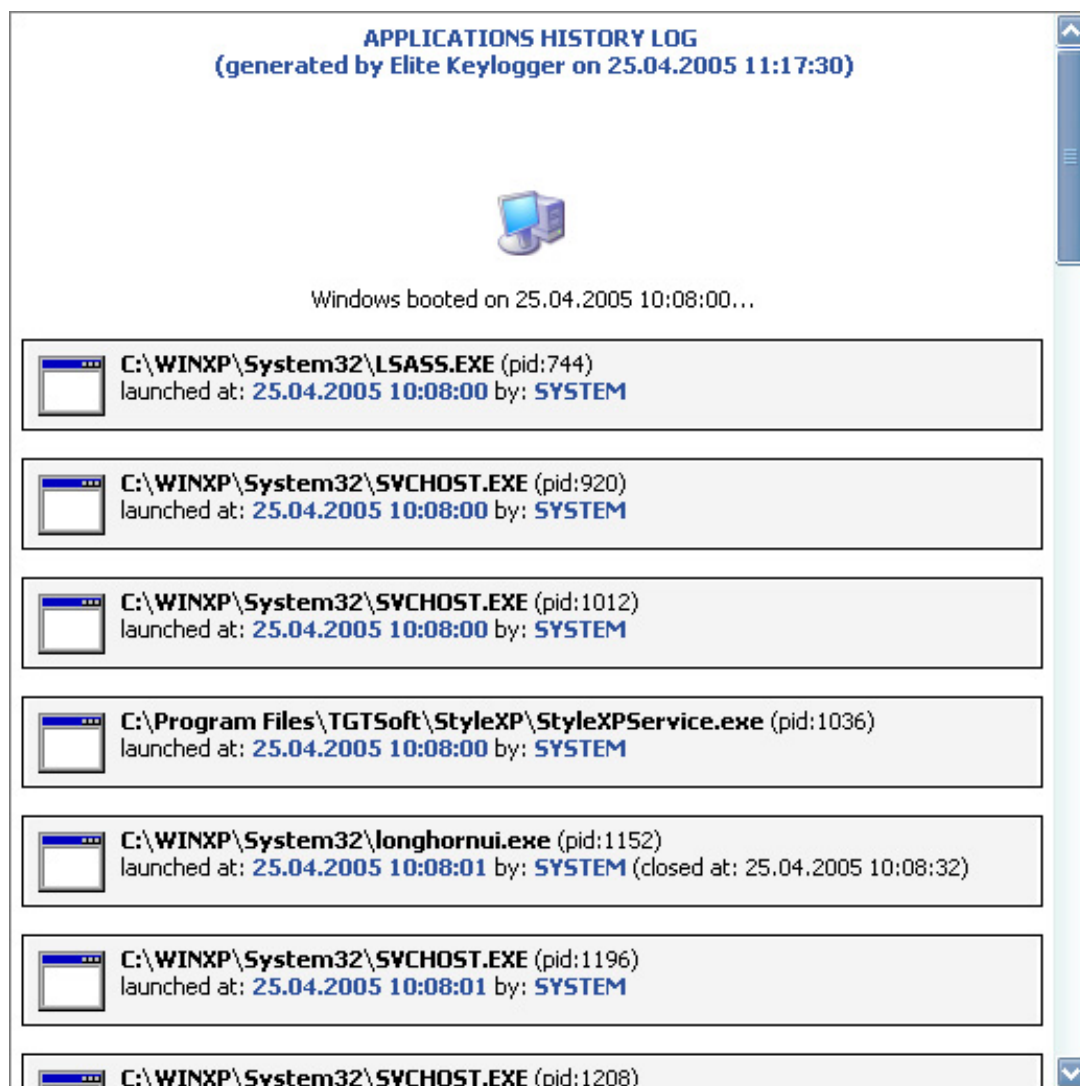 APPLICATIONS HISTORY LOG
(generated by Elite Keylogger on 25.04.2005 11:17:30)
Windows booted on 25.04.2005 10:08:00...
C:\WINXP\System32\LSASS.EXE (pid:744)
launched at: 25.04.2005 10:08:00 by: SYSTEM
C:\WINXP\System32\SVCHOST.EXE (pid:920)
launched at: 25.04.2005 10:08:00 by: SYSTEM
C:\WINXP\System32\SVCHOST.EXE (pid:1012)
launched at: 25.04.2005 10:08:00 by: SYSTEM
C:\Program Files\TGTSoft\StyleXP\StyleXPService.exe (pid:1036)
launched at: 25.04.2005 10:08:00 by: SYSTEM
C:\WINXP\System32\longhornui.exe (pid:1152)
launched at: 25.04.2005 10:08:01 by: SYSTEM (closed at: 25.04.2005 10:08:32)
C:\WINXP\System32\SVCHOST.EXE (pid:1196)
launched at: 25.04.2005 10:08:01 by: SYSTEM
C:\WINXP\System32\SVCHOST.EXE (pid:1208)